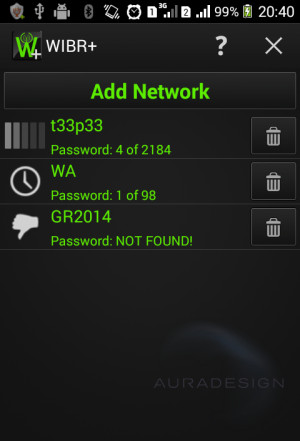 1 3G 2 99% 20:40
WIBR+ ? ×
Add Network
t33p33
Password: 4 of 2184
WA
Password: 1 of 98
GR2014
Password: NOT FOUND!
AURADESIGN